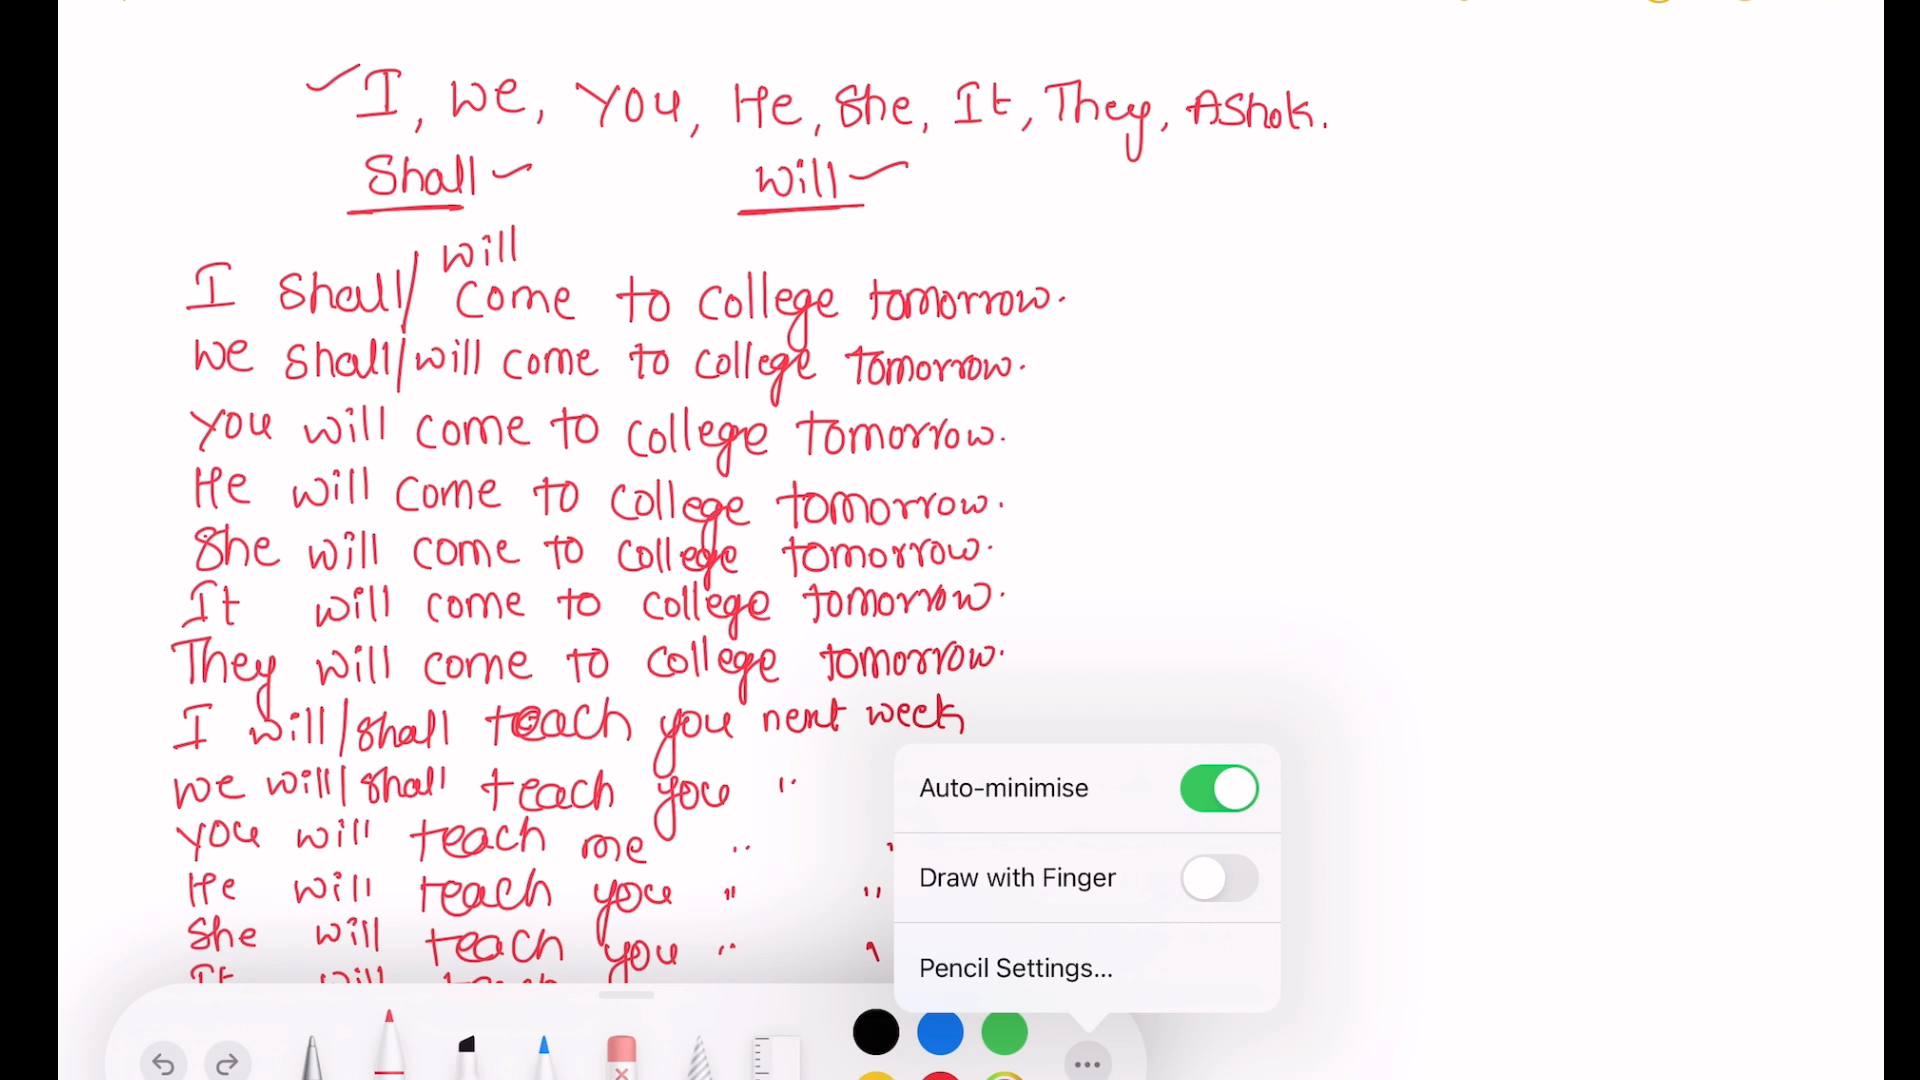 I, we, You, He, She, It, They, Ashok.
Shall will
will
I shall/ come to college tomorrow.
we shall/will come to college tomorrow.
You will come to college tomorrow.
He will come to college tomorrow.
She will come to college tomorrow.
It will come to college tomorrow.
They will come to college tomorrow.
I will/shall teach you next week
we will/shall teach you "
you will teach me " "
He will teach you " "
She will teach you " "
It will teach
Auto-minimise
Draw with Finger
Pencil Settings...